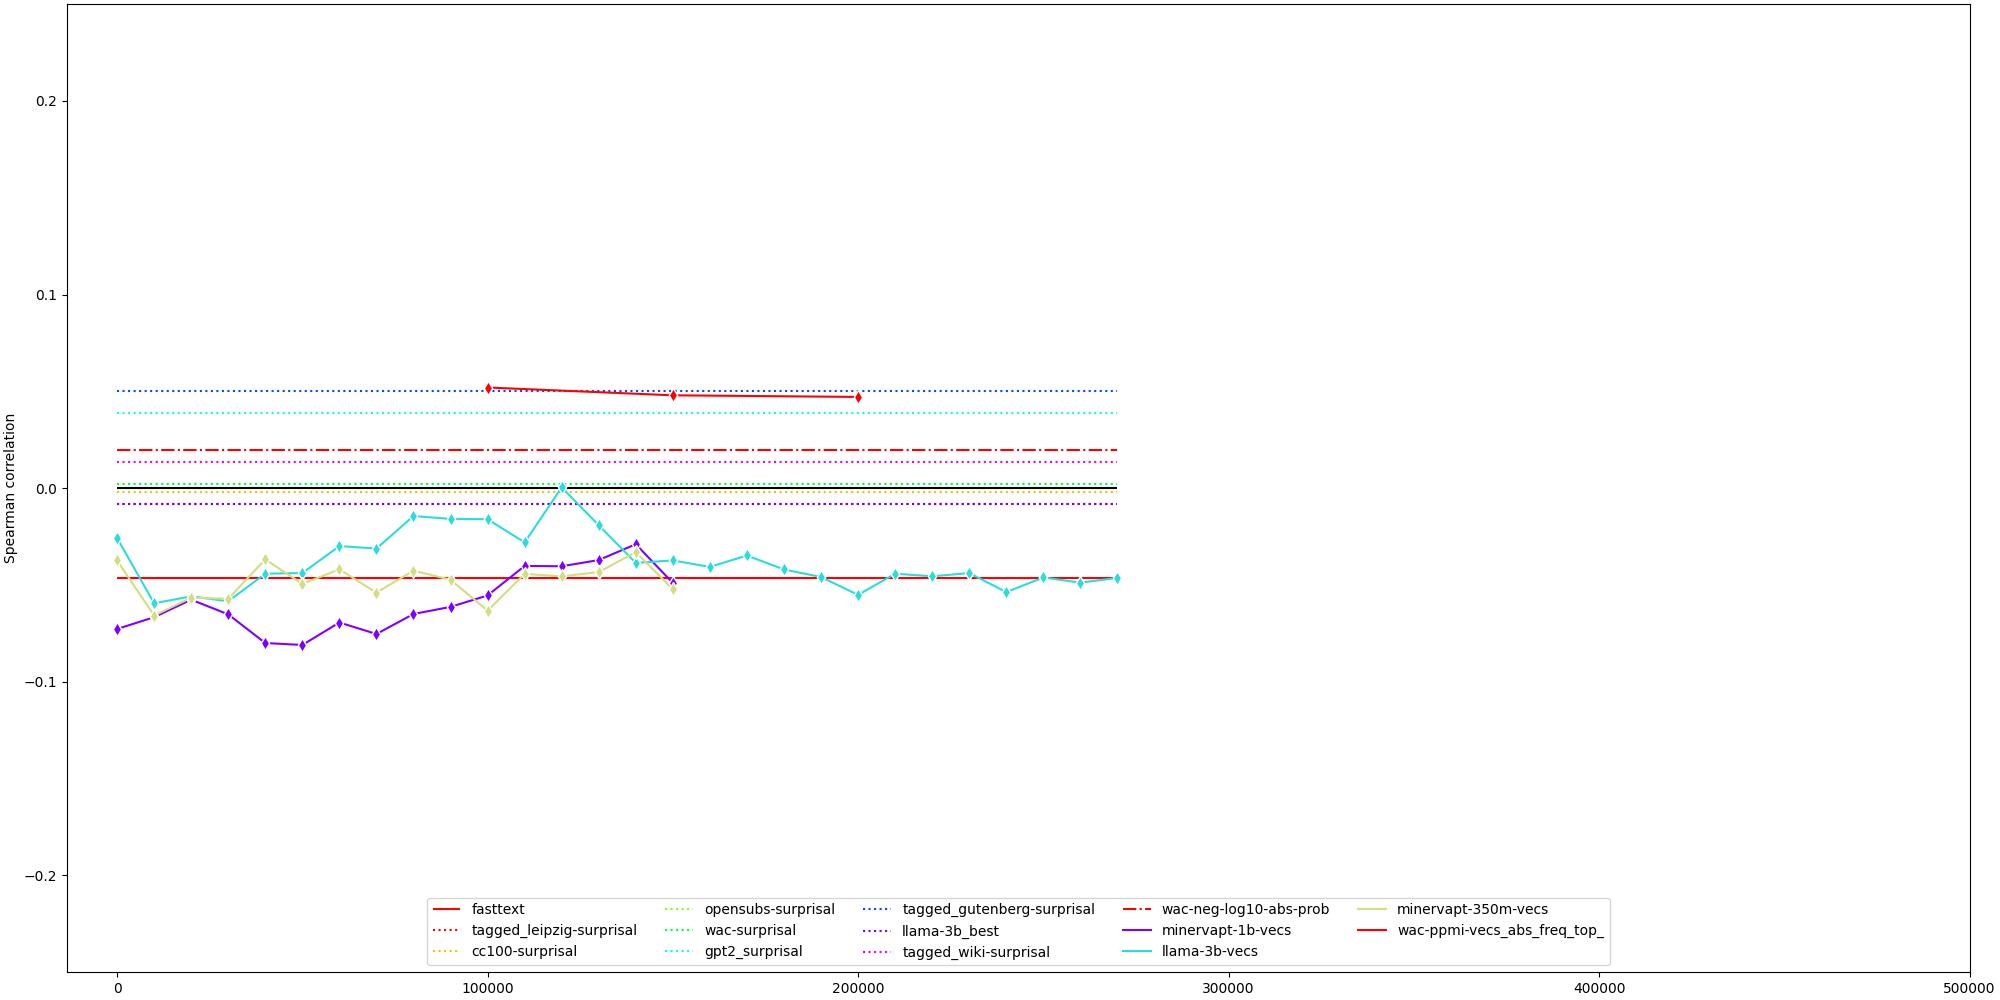 0.2
0.1
0.0
−0.1
−0.2
Spearman correlation
fasttext
tagged_leipzig-surprisal
cc100-surprisal
opensubs-surprisal
wac-surprisal
gpt2_surprisal
tagged_gutenberg-surprisal
llama-3b_best
tagged_wiki-surprisal
wac-neg-log10-abs-prob
minervapt-1b-vecs
llama-3b-vecs
minervapt-350m-vecs
wac-ppmi-vecs_abs_freq_top_
0 100000 200000 300000 400000 500000